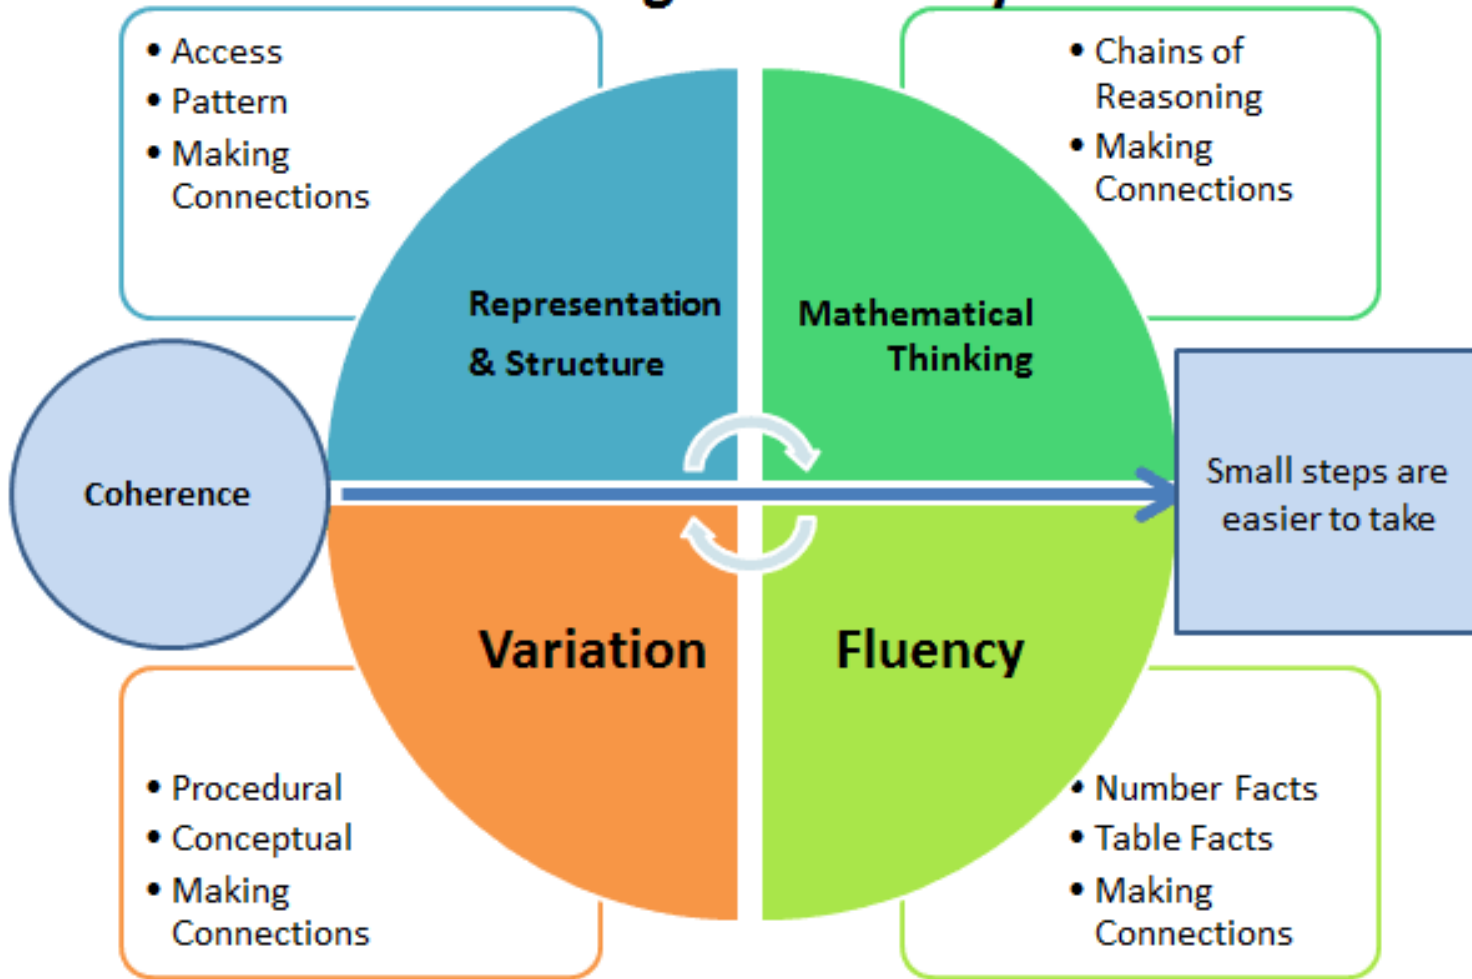 • Access
• Pattern
• Making
Connections
• Chains of
Reasoning
• Making
Connections
Representation
& Structure
Mathematical
Thinking
Coherence
Small steps are
easier to take
Variation
Fluency
• Procedural
• Conceptual
• Making
Connections
• Number Facts
• Table Facts
• Making
Connections